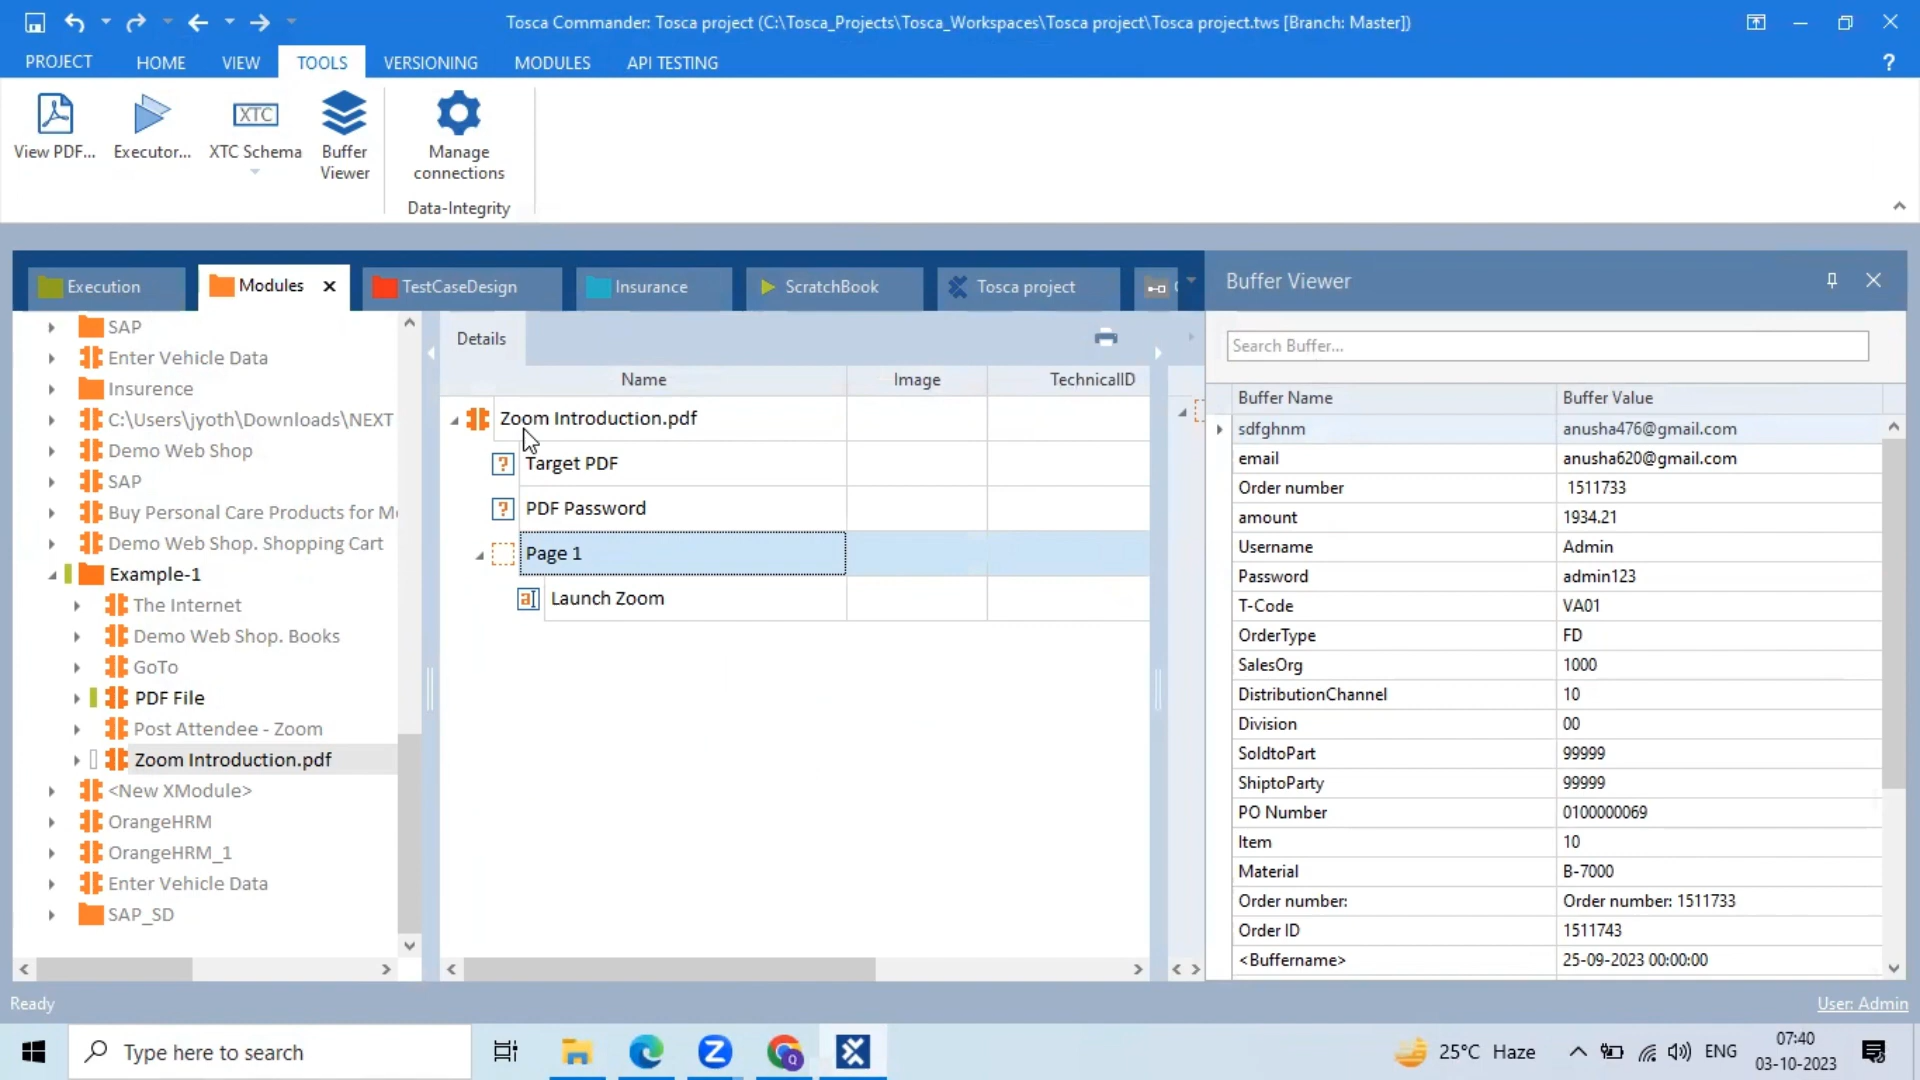 Tosca Commander: Tosca project (C:\Tosca_Projects\Tosca_Workspaces\Tosca project\Tosca project.tws [Branch: Master])
PROJECT HOME VIEW TOOLS VERSIONING MODULES API TESTING ?
View PDF... Executor... XTC Schema Buffer Viewer Manage connections
XTC
Data-Integrity
Execution Modules TestCaseDesign Insurance ScratchBook Tosca project
SAP
Enter Vehicle Data
Insurence
C:\Users\jyoth\Downloads\NEXT
Demo Web Shop
SAP
Buy Personal Care Products for M
Demo Web Shop. Shopping Cart
Example-1
The Internet
Demo Web Shop. Books
GoTo
PDF File
Post Attendee - Zoom
Zoom Introduction.pdf
<New XModule>
OrangeHRM
OrangeHRM_1
Enter Vehicle Data
SAP_SD
Details
Name Image TechnicalID
Zoom Introduction.pdf
? Target PDF
? PDF Password
Page 1
a Launch Zoom
Buffer Viewer
Search Buffer...
Buffer Name Buffer Value
sdfghnm anusha476@gmail.com
email anusha620@gmail.com
Order number 1511733
amount 1934.21
Username Admin
Password admin123
T-Code VA01
OrderType FD
SalesOrg 1000
DistributionChannel 10
Division 00
SoldtoPart 99999
ShiptoParty 99999
PO Number 0100000069
Item 10
Material B-7000
Order number: Order number: 1511733
Order ID 1511743
<Buffername> 25-09-2023 00:00:00
Ready
User: Admin
Type here to search
25°C Haze
ENG
07:40
03-10-2023